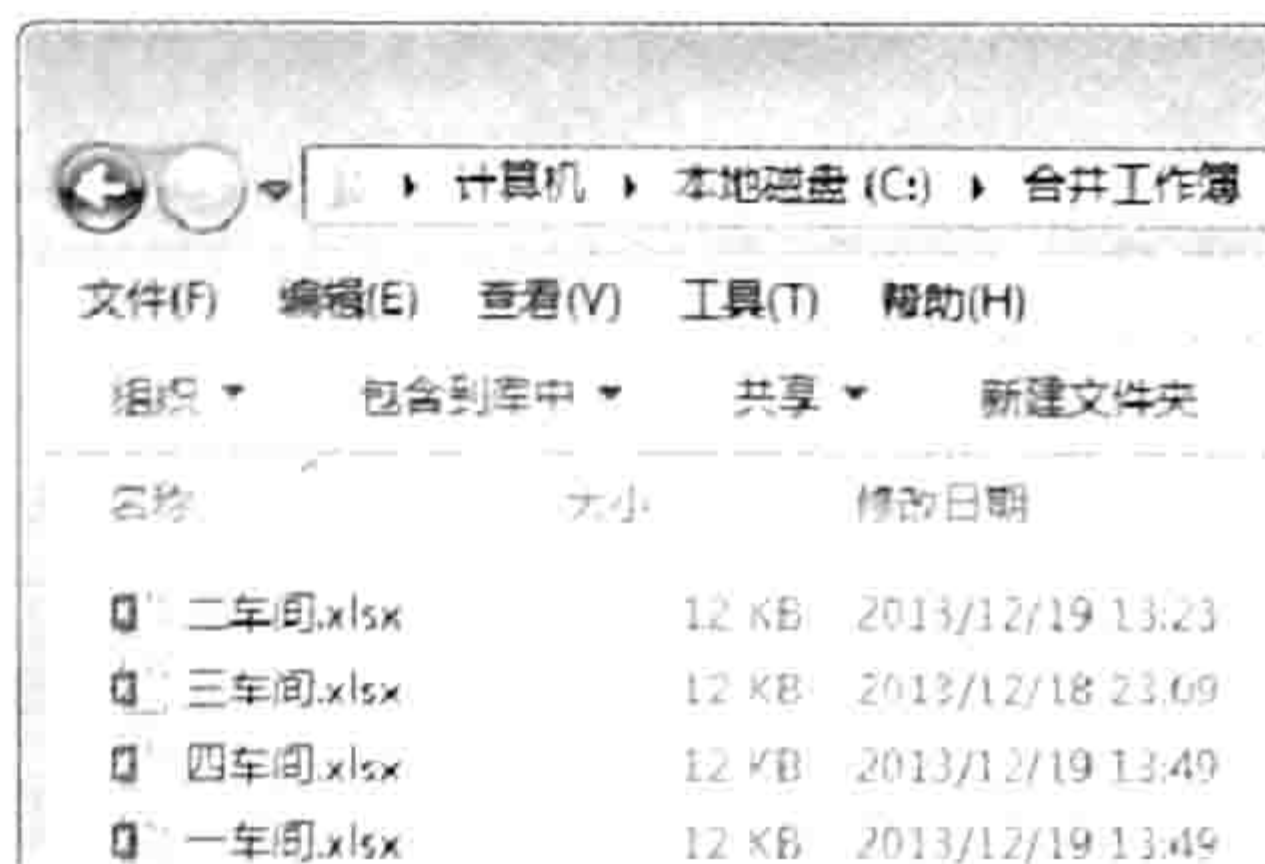 计算机 ▸ 本地磁盘 (C:) ▸ 合并工作簿
文件(F) 编辑(E) 查看(V) 工具(T) 帮助(H)
组织 包含到库中 共享 新建文件夹
名称 大小 修改日期
二车间.xlsx 12 KB 2013/12/19 13:23
三车间.xlsx 12 KB 2013/12/18 23:09
四车间.xlsx 12 KB 2013/12/19 13:49
一车间.xlsx 12 KB 2013/12/19 13:49